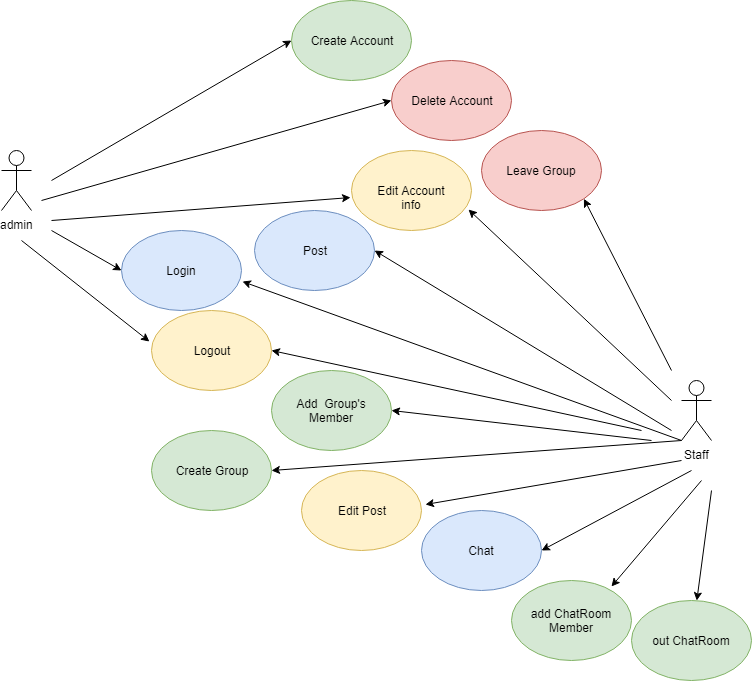 Create Account
Delete Account
Leave Group
Edit Account
info
admin
Post
Login
Logout
Add  Group's
Member
Staff
Create Group
Edit Post
Chat
add ChatRoom
Member
out ChatRoom